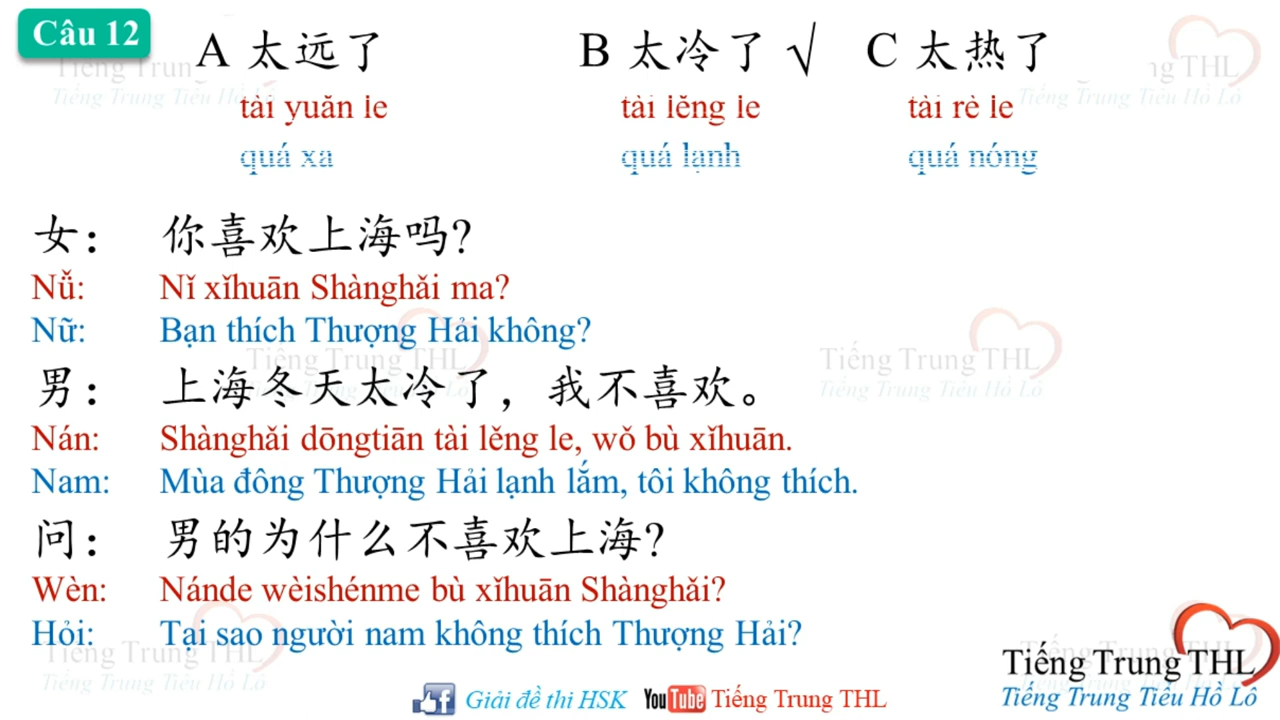 Câu 12
A 太远了 B 太冷了 √ C 太热了
tài yuǎn le tài lěng le tài rè le
quá xa quá lạnh quá nóng
女： 你喜欢上海吗?
Nǚ: Nǐ xǐhuān Shànghǎi ma?
Nữ: Bạn thích Thượng Hải không?
男： 上海冬天太冷了，我不喜欢。
Nán: Shànghǎi dōngtiān tài lěng le, wǒ bù xǐhuān.
Nam: Mùa đông Thượng Hải lạnh lắm, tôi không thích.
问： 男的为什么不喜欢上海?
Wèn: Nánde wèishénme bù xǐhuān Shànghǎi?
Hỏi: Tại sao người nam không thích Thượng Hải?
Tiếng Trung THL
Tiếng Trung Tiêu Hồ Lô
Giải đề thi HSK YouTube Tiếng Trung THL